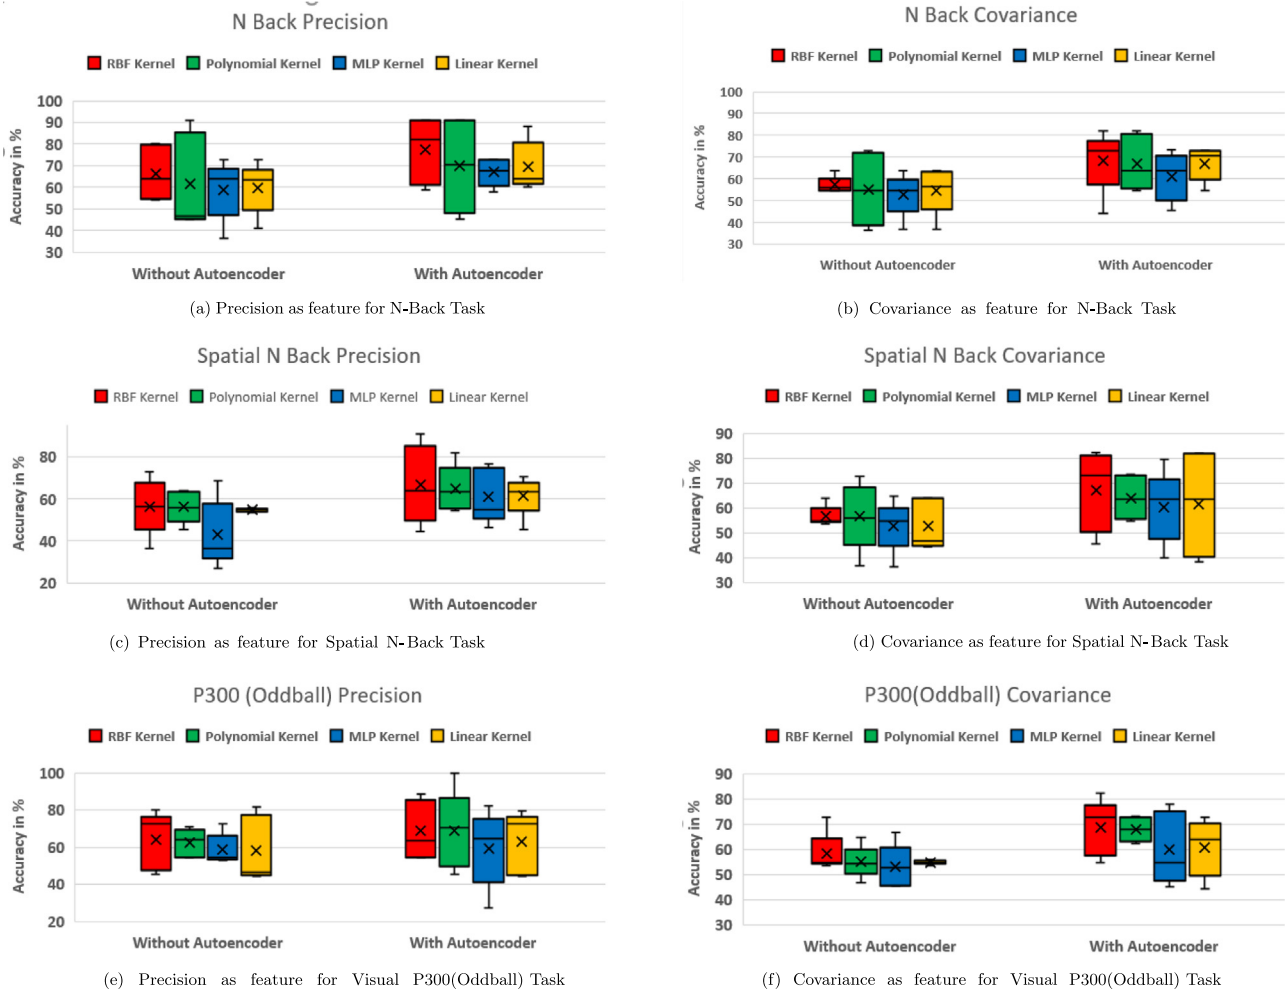 N Back Precision
RBF Kernel Polynomial Kernel MLP Kernel Linear Kernel
Accuracy in %
100
90
80
70
60
50
40
30
Without Autoencoder With Autoencoder
(a) Precision as feature for N-Back Task
N Back Covariance
RBF Kernel Polynomial Kernel MLP Kernel Linear Kernel
Accuracy in %
100
90
80
70
60
50
40
30
Without Autoencoder With Autoencoder
(b) Covariance as feature for N-Back Task
Spatial N Back Precision
RBF Kernel Polynomial Kernel MLP Kernel Linear Kernel
Accuracy in %
80
60
40
20
Without Autoencoder With Autoencoder
(c) Precision as feature for Spatial N-Back Task
Spatial N Back Covariance
RBF Kernel Polynomial Kernel MLP Kernel Linear Kernel
Accuracy in %
90
80
70
60
50
40
30
Without Autoencoder With Autoencoder
(d) Covariance as feature for Spatial N-Back Task
P300 (Oddball) Precision
RBF Kernel Polynomial Kernel MLP Kernel Linear Kernel
Accuracy in %
100
80
60
40
20
Without Autoencoder With Autoencoder
(e) Precision as feature for Visual P300(Oddball) Task
P300(Oddball) Covariance
RBF Kernel Polynomial Kernel MLP Kernel Linear Kernel
Accuracy in %
90
80
70
60
50
40
30
Without Autoencoder With Autoencoder
(f) Covariance as feature for Visual P300(Oddball) Task